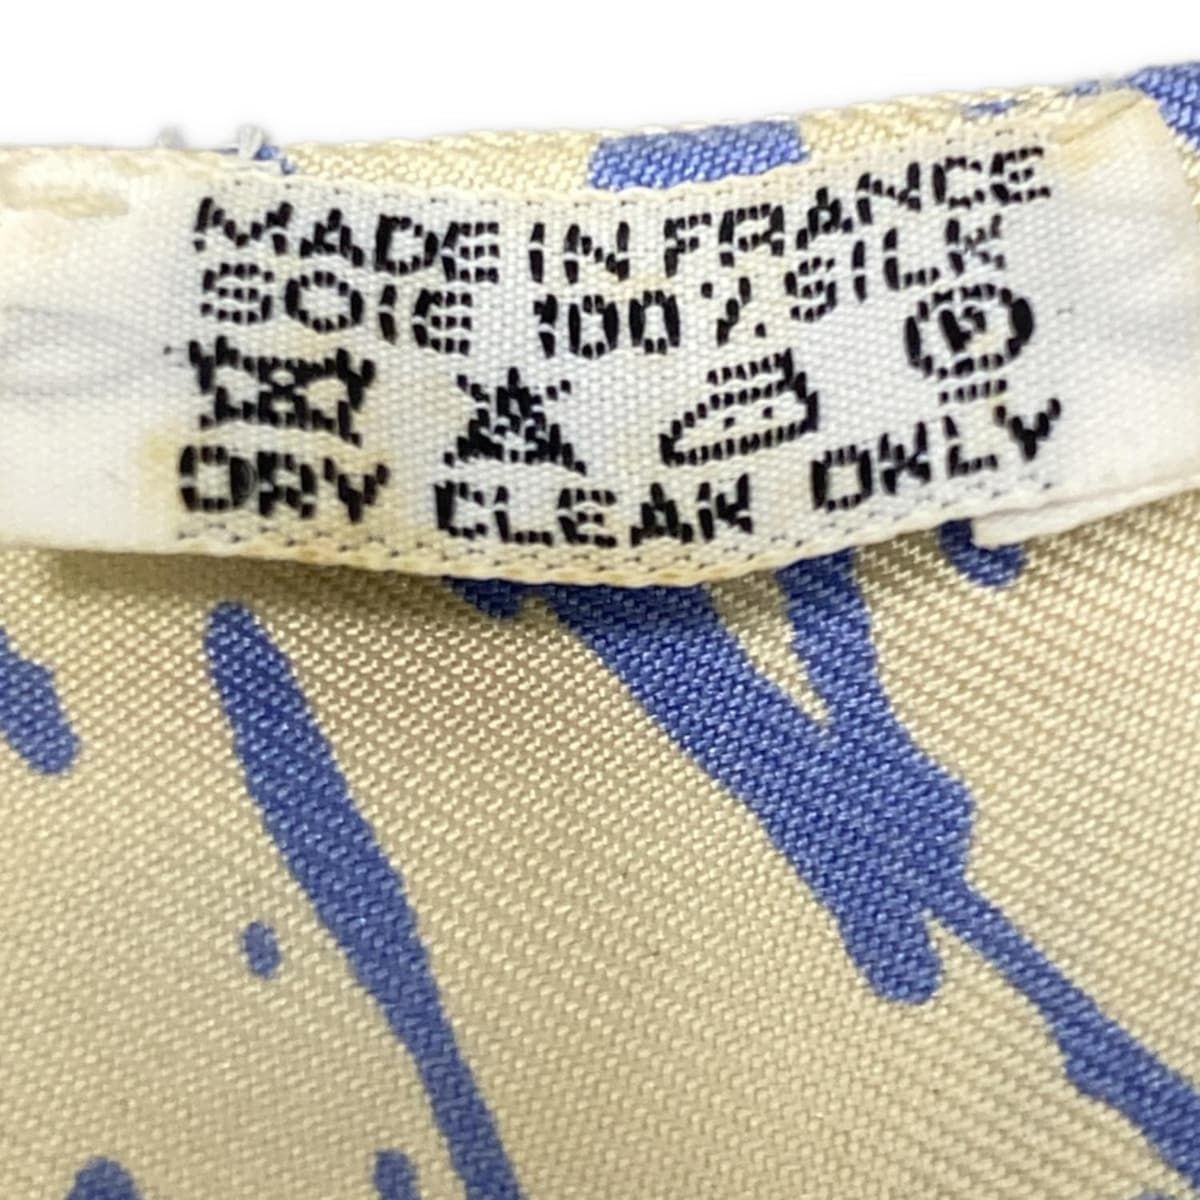 MADE IN FRANCE
SOIE 100% SILK
P
DRY CLEAN ONLY